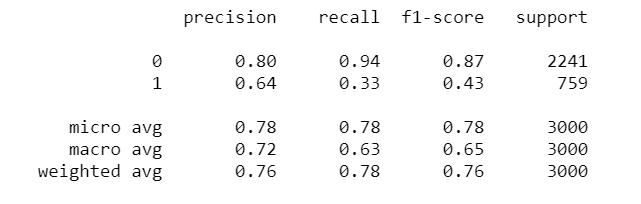 precision recall f1-score support
0 0.80 0.94 0.87 2241
1 0.64 0.33 0.43 759
micro avg 0.78 0.78 0.78 3000
macro avg 0.72 0.63 0.65 3000
weighted avg 0.76 0.78 0.76 3000